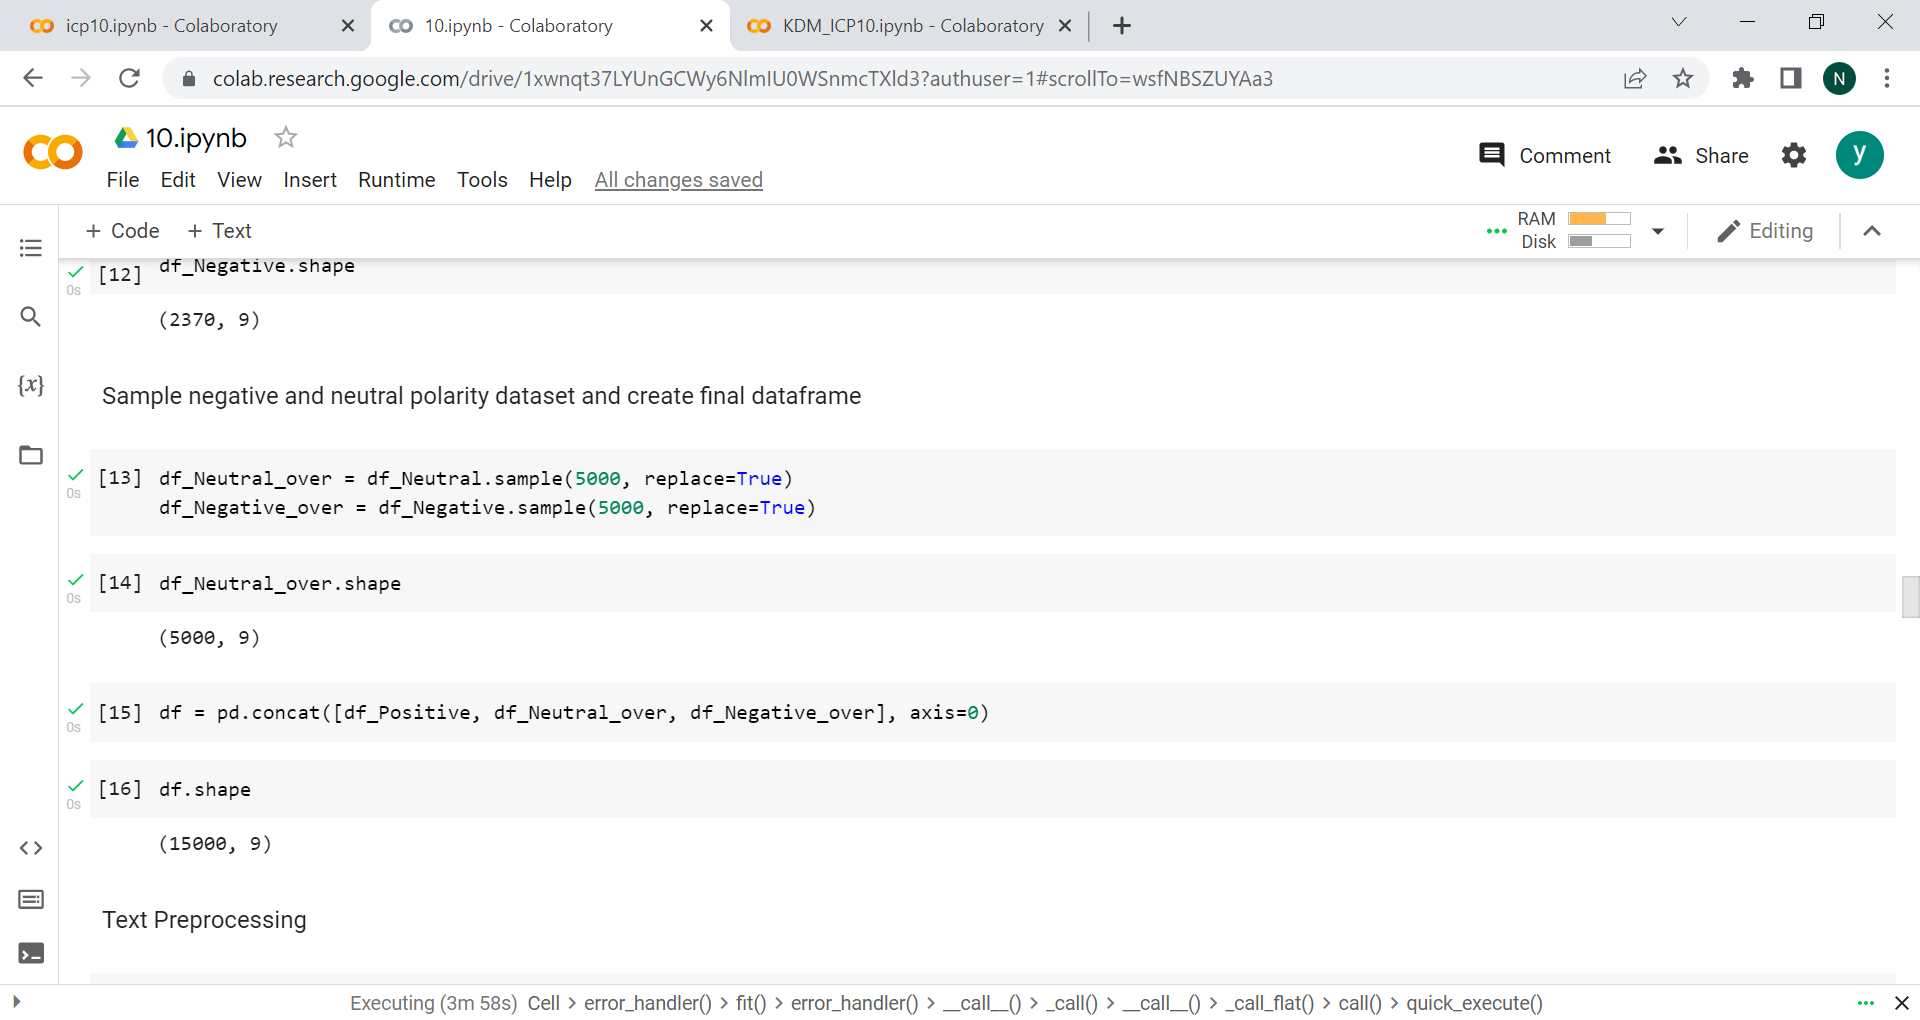 icp10.ipynb - Colaboratory
10.ipynb - Colaboratory
KDM_ICP10.ipynb - Colaboratory
colab.research.google.com/drive/1xwnqt37LYUnGCWy6NlmIU0WSnmcTXld3?authuser=1#scrollTo=wsfNBSZUYAa3
N
10.ipynb
Comment
Share
y
File Edit View Insert Runtime Tools Help All changes saved
+ Code + Text
RAM
Disk
Editing
[12] df_Negative.shape
0s
(2370, 9)
Sample negative and neutral polarity dataset and create final dataframe
[13] df_Neutral_over = df_Neutral.sample(5000, replace=True)
0s
df_Negative_over = df_Negative.sample(5000, replace=True)
[14] df_Neutral_over.shape
0s
(5000, 9)
[15] df = pd.concat([df_Positive, df_Neutral_over, df_Negative_over], axis=0)
0s
[16] df.shape
0s
(15000, 9)
Text Preprocessing
Executing (3m 58s) Cell > error_handler() > fit() > error_handler() > __call__() > _call() > __call__() > _call_flat() > call() > quick_execute()